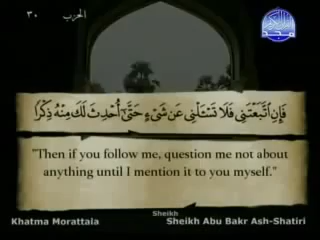 الحزب ٣٠
المجد
فَإِنِ اتَّبَعْتَنِي فَلَا تَسْـَٔلْنِي عَن شَىْءٍ حَتَّىٰٓ أُحْدِثَ لَكَ مِنْهُ ذِكْرًا
"Then if you follow me, question me not about
anything until I mention it to you myself."
Khatma Morattala
Sheikh
Sheikh Abu Bakr Ash-Shatiri